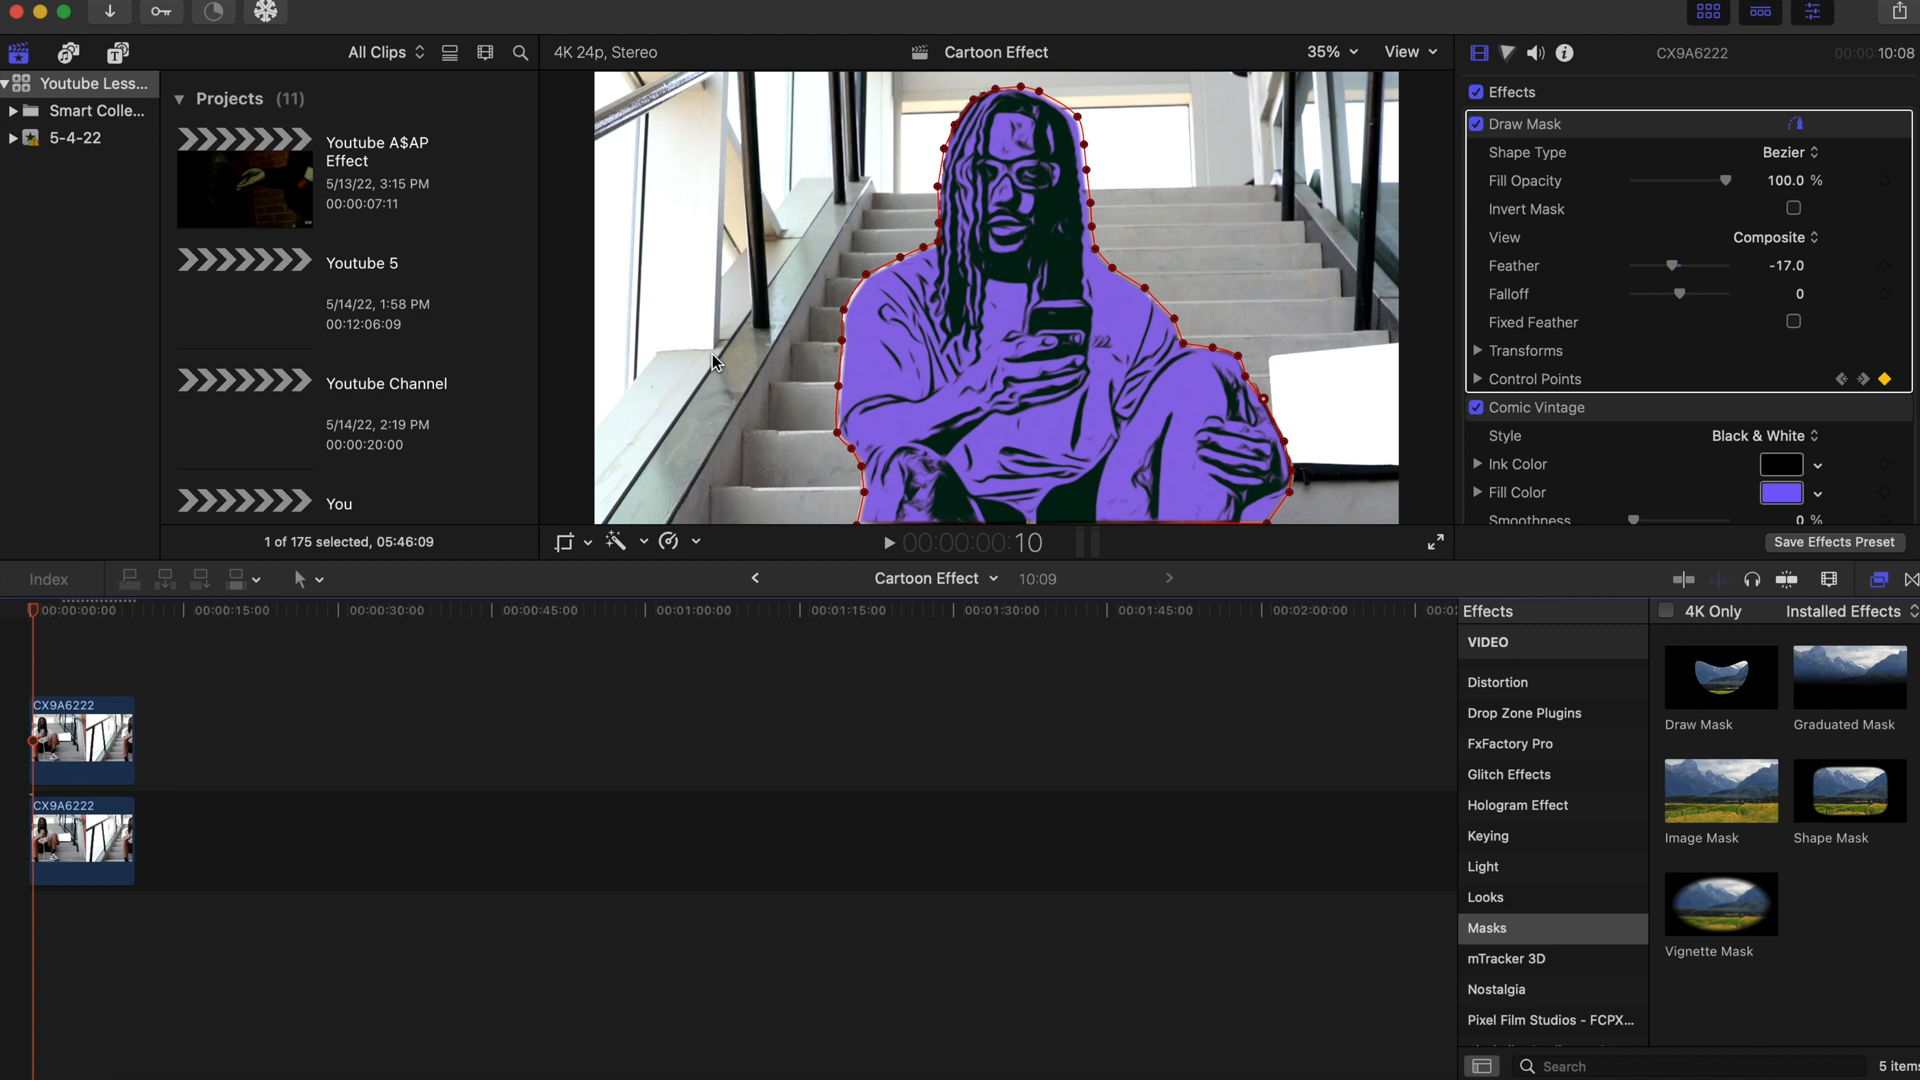 All Clips
4K 24p, Stereo
Cartoon Effect
35%
View
CX9A6222
00:00:10:08
Youtube Less...
Smart Colle...
5-4-22
Projects (11)
Youtube A$AP
Effect
5/13/22, 3:15 PM
00:00:07:11
Youtube 5
5/14/22, 1:58 PM
00:12:06:09
Youtube Channel
5/14/22, 2:19 PM
00:00:20:00
You
1 of 175 selected, 05:46:09
00:00:00:10
Effects
Draw Mask
Shape Type
Bezier
Fill Opacity
100.0 %
Invert Mask
View
Composite
Feather
-17.0
Falloff
0
Fixed Feather
Transforms
Control Points
Comic Vintage
Style
Black & White
Ink Color
Fill Color
Smoothness
0 %
Save Effects Preset
Index
Cartoon Effect
10:09
00:00:00:00
00:00:15:00
00:00:30:00
00:00:45:00
00:01:00:00
00:01:15:00
00:01:30:00
00:01:45:00
00:02:00:00
00:0
CX9A6222
CX9A6222
Effects
4K Only
Installed Effects
VIDEO
Distortion
Drop Zone Plugins
FxFactory Pro
Glitch Effects
Hologram Effect
Keying
Light
Looks
Masks
mTracker 3D
Nostalgia
Pixel Film Studios - FCPX...
Draw Mask
Graduated Mask
Image Mask
Shape Mask
Vignette Mask
Search
5 items